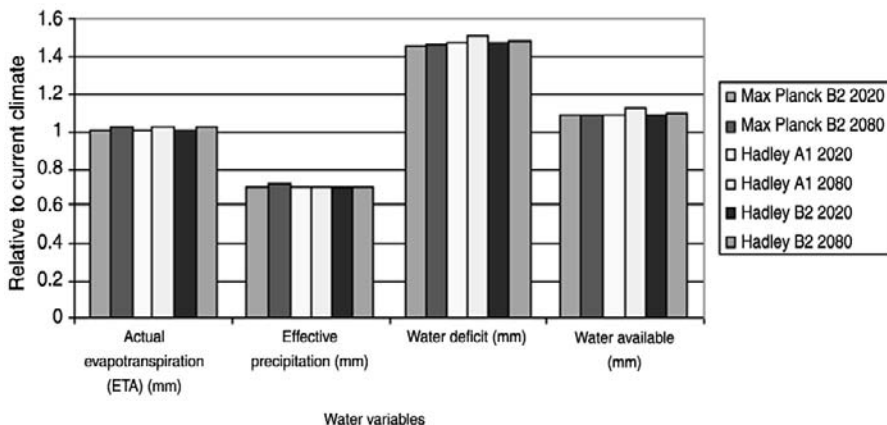 Relative to current climate
1.6
1.4
1.2
1
0.8
0.6
0.4
0.2
0
Actual
evapotranspiration
(ETA) (mm)
Effective
precipitation (mm)
Water deficit (mm)
Water available
(mm)
Water variables
Max Planck B2 2020
Max Planck B2 2080
Hadley A1 2020
Hadley A1 2080
Hadley B2 2020
Hadley B2 2080